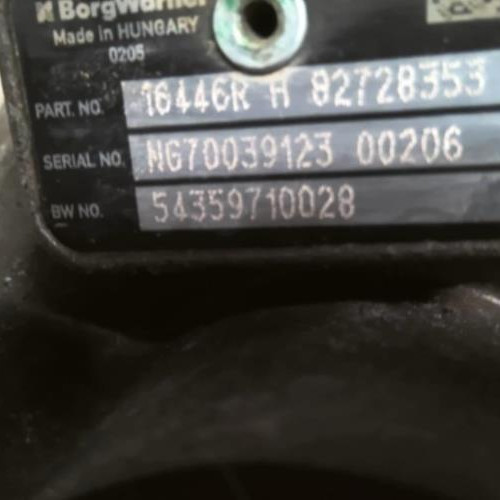 BorgWarner
Made in HUNGARY
0205
PART. NO. 16446R H 82728353
SERIAL NO. NG70039123 00206
BW NO. 54359710028